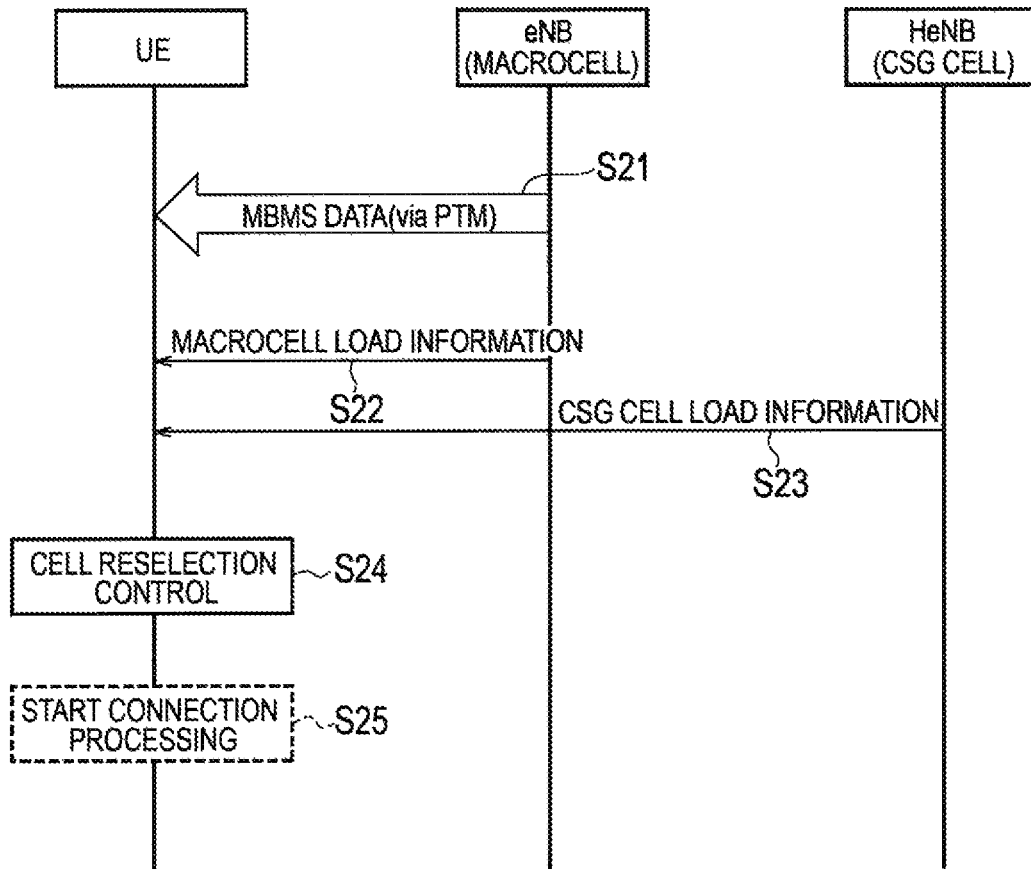 UE
eNB
(MACROCELL)
HeNB
(CSG CELL)
S21
MBMS DATA(via PTM)
MACROCELL LOAD INFORMATION
S22
CSG CELL LOAD INFORMATION
S23
CELL RESELECTION
CONTROL
S24
START CONNECTION
PROCESSING
S25